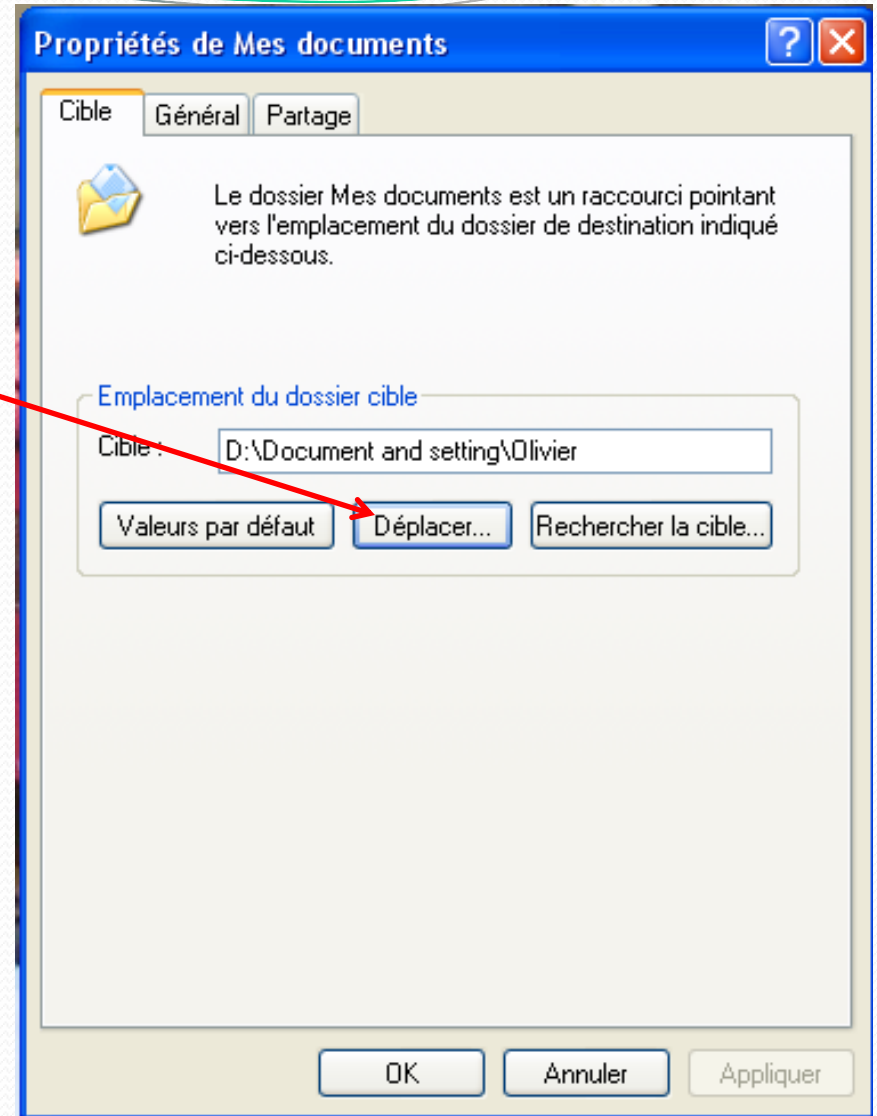 Propriétés de Mes documents
Cible Général Partage
Le dossier Mes documents est un raccourci pointant
vers l'emplacement du dossier de destination indiqué
ci-dessous.
Emplacement du dossier cible
Cible : D:\Document and setting\Olivier
Valeurs par défaut Déplacer... Rechercher la cible...
OK Annuler Appliquer